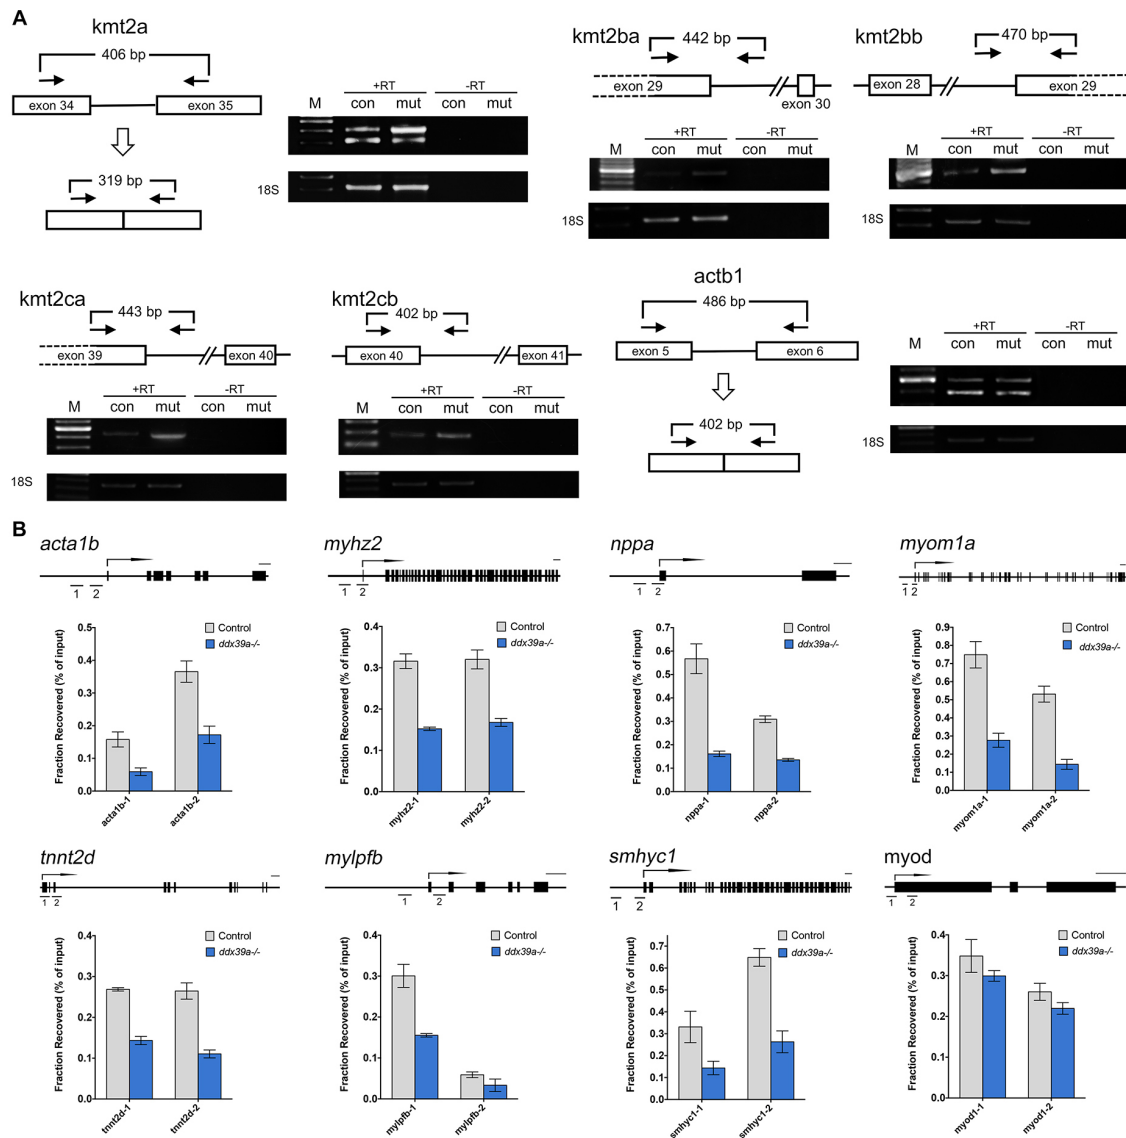 A
kmt2a
406 bp
exon 34
exon 35
319 bp
+RT
-RT
M
con
mut
con
mut
18S
kmt2ba
442 bp
exon 29
exon 30
+RT
-RT
M
con
mut
con
mut
18S
kmt2bb
470 bp
exon 28
exon 29
+RT
-RT
M
con
mut
con
mut
18S
kmt2ca
443 bp
exon 39
exon 40
+RT
-RT
M
con
mut
con
mut
18S
kmt2cb
402 bp
exon 40
exon 41
+RT
-RT
M
con
mut
con
mut
actb1
486 bp
exon 5
exon 6
402 bp
+RT
-RT
M
con
mut
con
mut
18S
B
acta1b
1 2
Control
ddx39a-/-
Fraction Recovered (% of input)
0.5
0.4
0.3
0.2
0.1
0.0
acta1b-1
acta1b-2
myhz2
1 2
Control
ddx39a-/-
Fraction Recovered (% of input)
0.4
0.3
0.2
0.1
0.0
myhz2-1
myhz2-2
nppa
1 2
Control
ddx39a-/-
Fraction Recovered (% of input)
0.7
0.6
0.5
0.4
0.3
0.2
0.1
0.0
nppa-1
nppa-2
myom1a
1 2
Control
ddx39a-/-
Fraction Recovered (% of input)
0.9
0.8
0.7
0.6
0.5
0.4
0.3
0.2
0.1
0.0
myom1a-1
myom1a-2
tnnt2d
1 2
Control
ddx39a-/-
Fraction Recovered (% of input)
0.4
0.3
0.2
0.1
0.0
tnnt2d-1
tnnt2d-2
mylpfb
1 2
Control
ddx39a-/-
Fraction Recovered (% of input)
0.4
0.3
0.2
0.1
0.0
mylpfb-1
mylpfb-2
smhyc1
1 2
Control
ddx39a-/-
Fraction Recovered (% of input)
0.7
0.6
0.5
0.4
0.3
0.2
0.1
0.0
smhyc1-1
smhyc1-2
myod
1 2
Control
ddx39a-/-
Fraction Recovered (% of input)
0.4
0.3
0.2
0.1
0.0
myod1-1
myod1-2